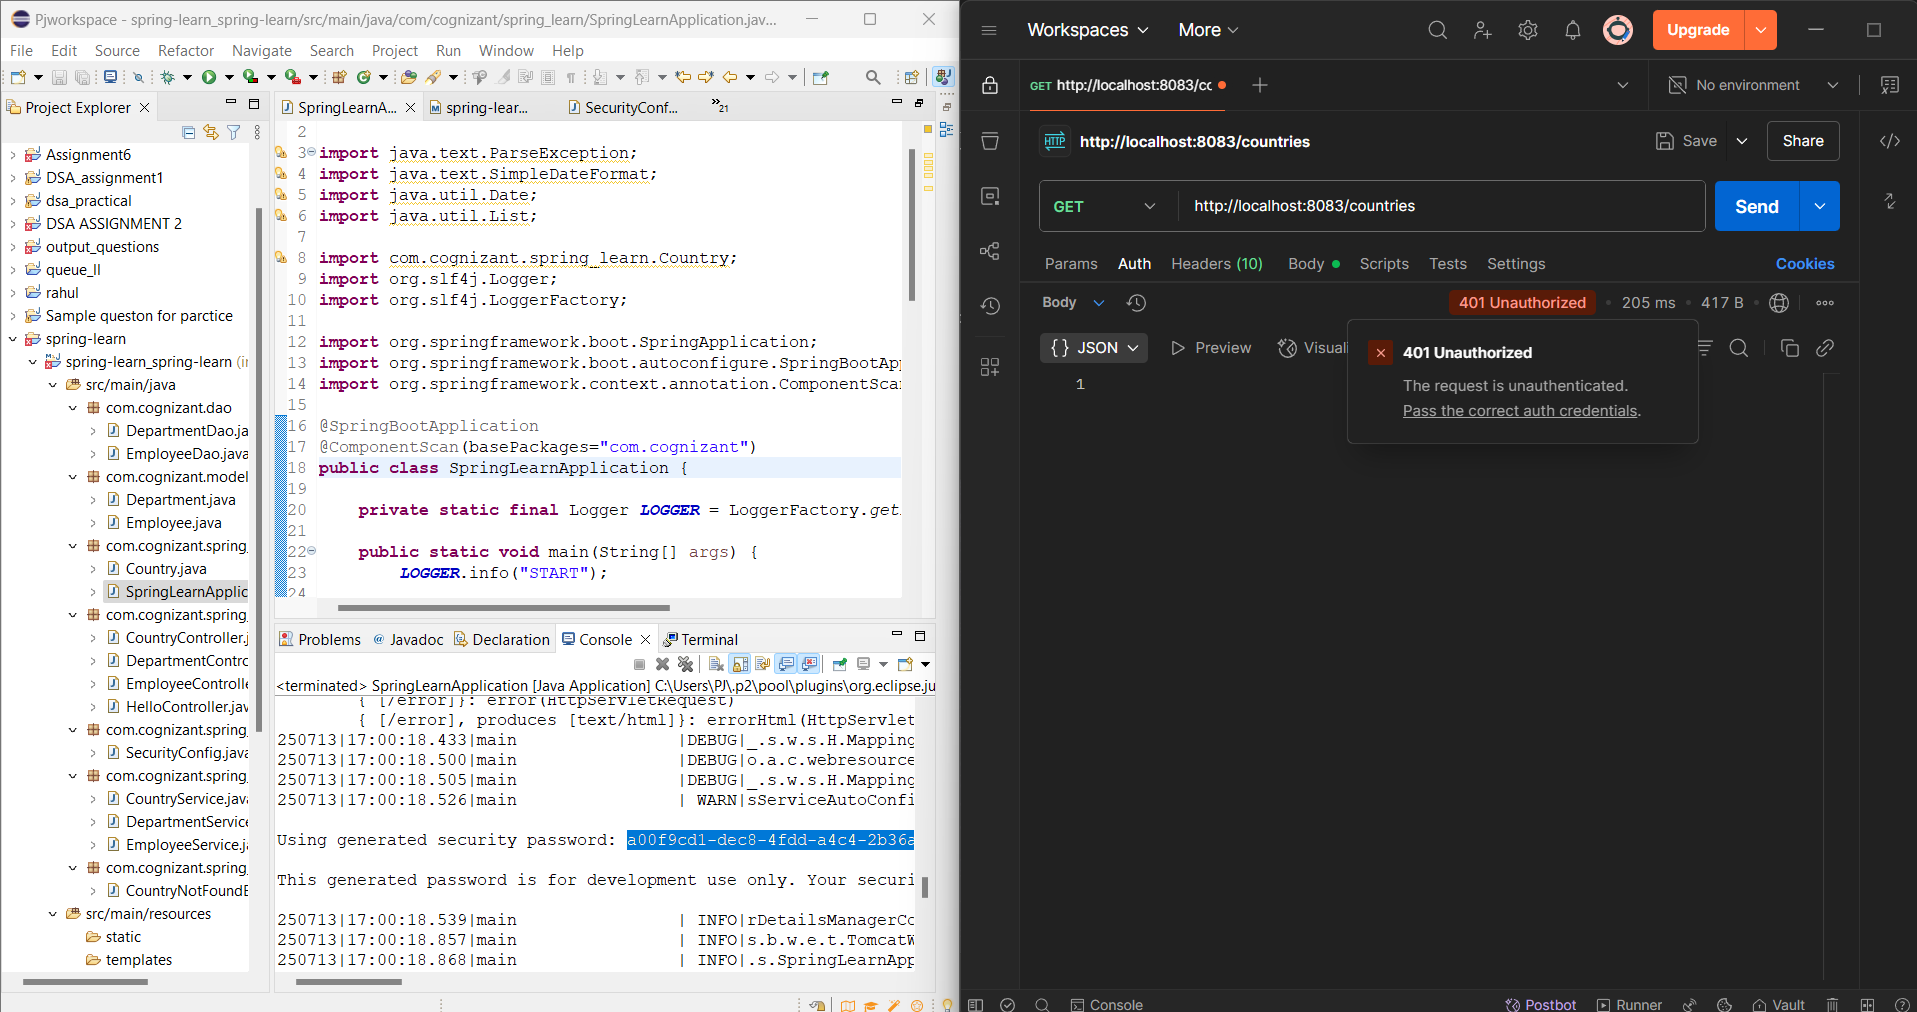 Pjworkspace - spring-learn_spring-learn/src/main/java/com/cognizant/spring_learn/SpringLearnApplication.jav...
File Edit Source Refactor Navigate Search Project Run Window Help
Project Explorer
Assignment6
DSA_assignment1
dsa_practical
DSA ASSIGNMENT 2
output_questions
queue_ll
rahul
Sample queston for parctice
spring-learn
spring-learn_spring-learn (ir
src/main/java
com.cognizant.dao
DepartmentDao.ja
EmployeeDao.java
com.cognizant.model
Department.java
Employee.java
com.cognizant.spring_
Country.java
SpringLearnApplic
com.cognizant.spring_
CountryController.j
DepartmentContro
EmployeeControlle
HelloController.jav
com.cognizant.spring_
SecurityConfig.java
com.cognizant.spring_
CountryService.java
DepartmentService
EmployeeService.ja
com.cognizant.spring_
CountryNotFoundE
src/main/resources
static
templates
SpringLearnA... spring-lear... SecurityConf... »21
2
3 import java.text.ParseException;
4 import java.text.SimpleDateFormat;
5 import java.util.Date;
6 import java.util.List;
7
8 import com.cognizant.spring_learn.Country;
9 import org.slf4j.Logger;
10 import org.slf4j.LoggerFactory;
11
12 import org.springframework.boot.SpringApplication;
13 import org.springframework.boot.autoconfigure.SpringBootAp
14 import org.springframework.context.annotation.ComponentSca
15
16 @SpringBootApplication
17 @ComponentScan(basePackages="com.cognizant")
18 public class SpringLearnApplication {
19
20 private static final Logger LOGGER = LoggerFactory.get
21
22 public static void main(String[] args) {
23 LOGGER.info("START");
24
Problems Javadoc Declaration Console Terminal
<terminated> SpringLearnApplication [Java Application] C:\Users\PJ\.p2\pool\plugins\org.eclipse.ju
{ [/error]}: error(HttpServletRequest)
{ [/error], produces [text/html]}: errorHtml(HttpServlet
250713|17:00:18.433|main |DEBUG|_.s.w.s.H.Mapping
250713|17:00:18.500|main |DEBUG|o.a.c.webresource
250713|17:00:18.505|main |DEBUG|_.s.w.s.H.Mapping
250713|17:00:18.526|main | WARN|sServiceAutoConfi
Using generated security password: a00f9cd1-dec8-4fdd-a4c4-2b36a
This generated password is for development use only. Your securi
250713|17:00:18.539|main | INFO|rDetailsManagerCo
250713|17:00:18.857|main | INFO|s.b.w.e.t.TomcatW
250713|17:00:18.868|main | INFO|.s.SpringLearnApp
Workspaces More Upgrade
GET http://localhost:8083/cc No environment
HTTP http://localhost:8083/countries Save Share
GET http://localhost:8083/countries Send
Params Auth Headers (10) Body Scripts Tests Settings Cookies
Body 401 Unauthorized 205 ms 417 B
{} JSON Preview Visuali
1
401 Unauthorized
The request is unauthenticated.
Pass the correct auth credentials.
Console Postbot Runner Vault